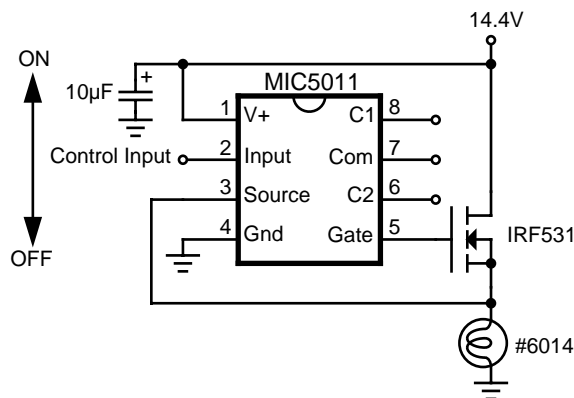 14.4V
ON
10µF
+
MIC5011
1 V+ C1 8
Control Input 2 Input Com 7
3 Source C2 6
4 Gnd Gate 5
IRF531
OFF
#6014